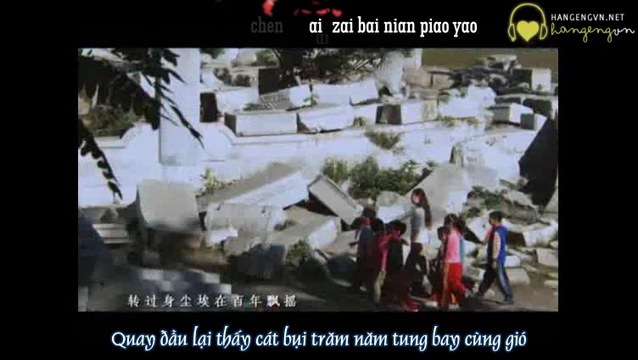 chen ai zai bai nian piao yao
HANGENGVN.NET
hangengvn
转过身尘埃在百年飘摇
Quay đầu lại thấy cát bụi trăm năm tung bay cùng gió